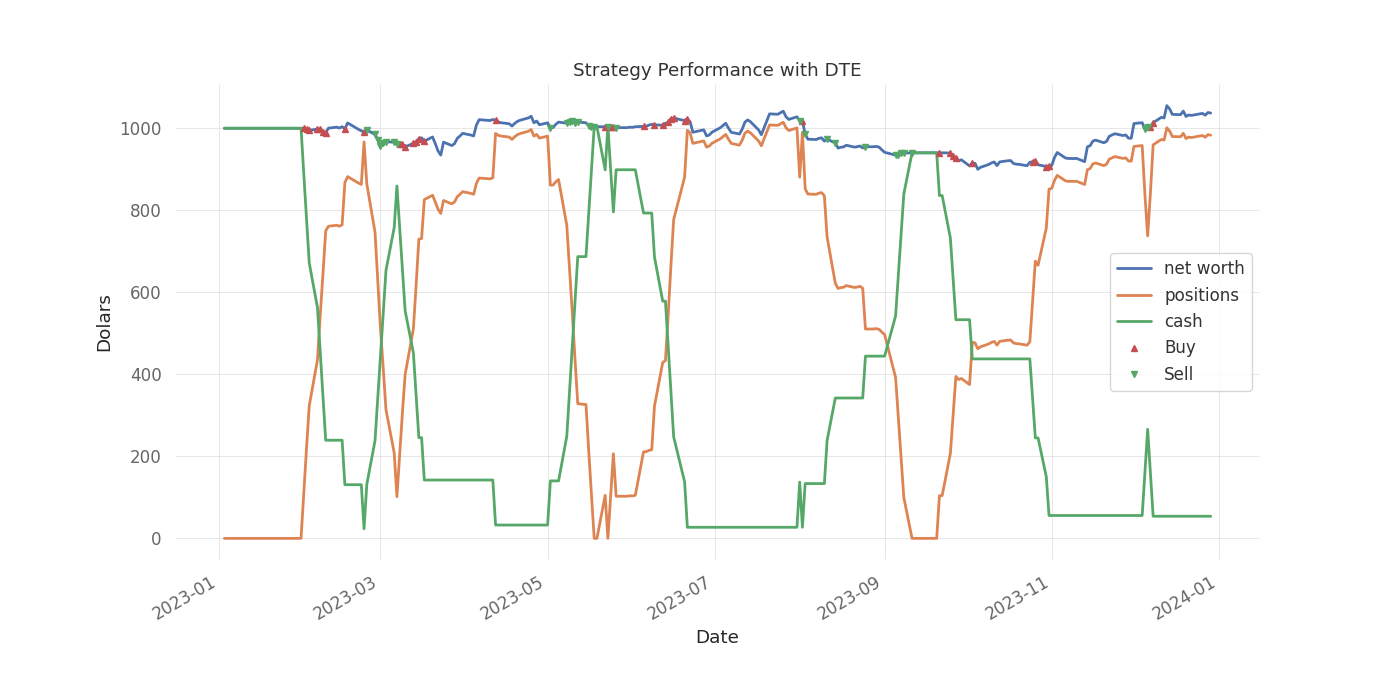 Strategy Performance with DTE
Dolars
1000
800
600
400
200
0
net worth
positions
cash
Buy
Sell
2023-01
2023-03
2023-05
2023-07
2023-09
2023-11
2024-01
Date